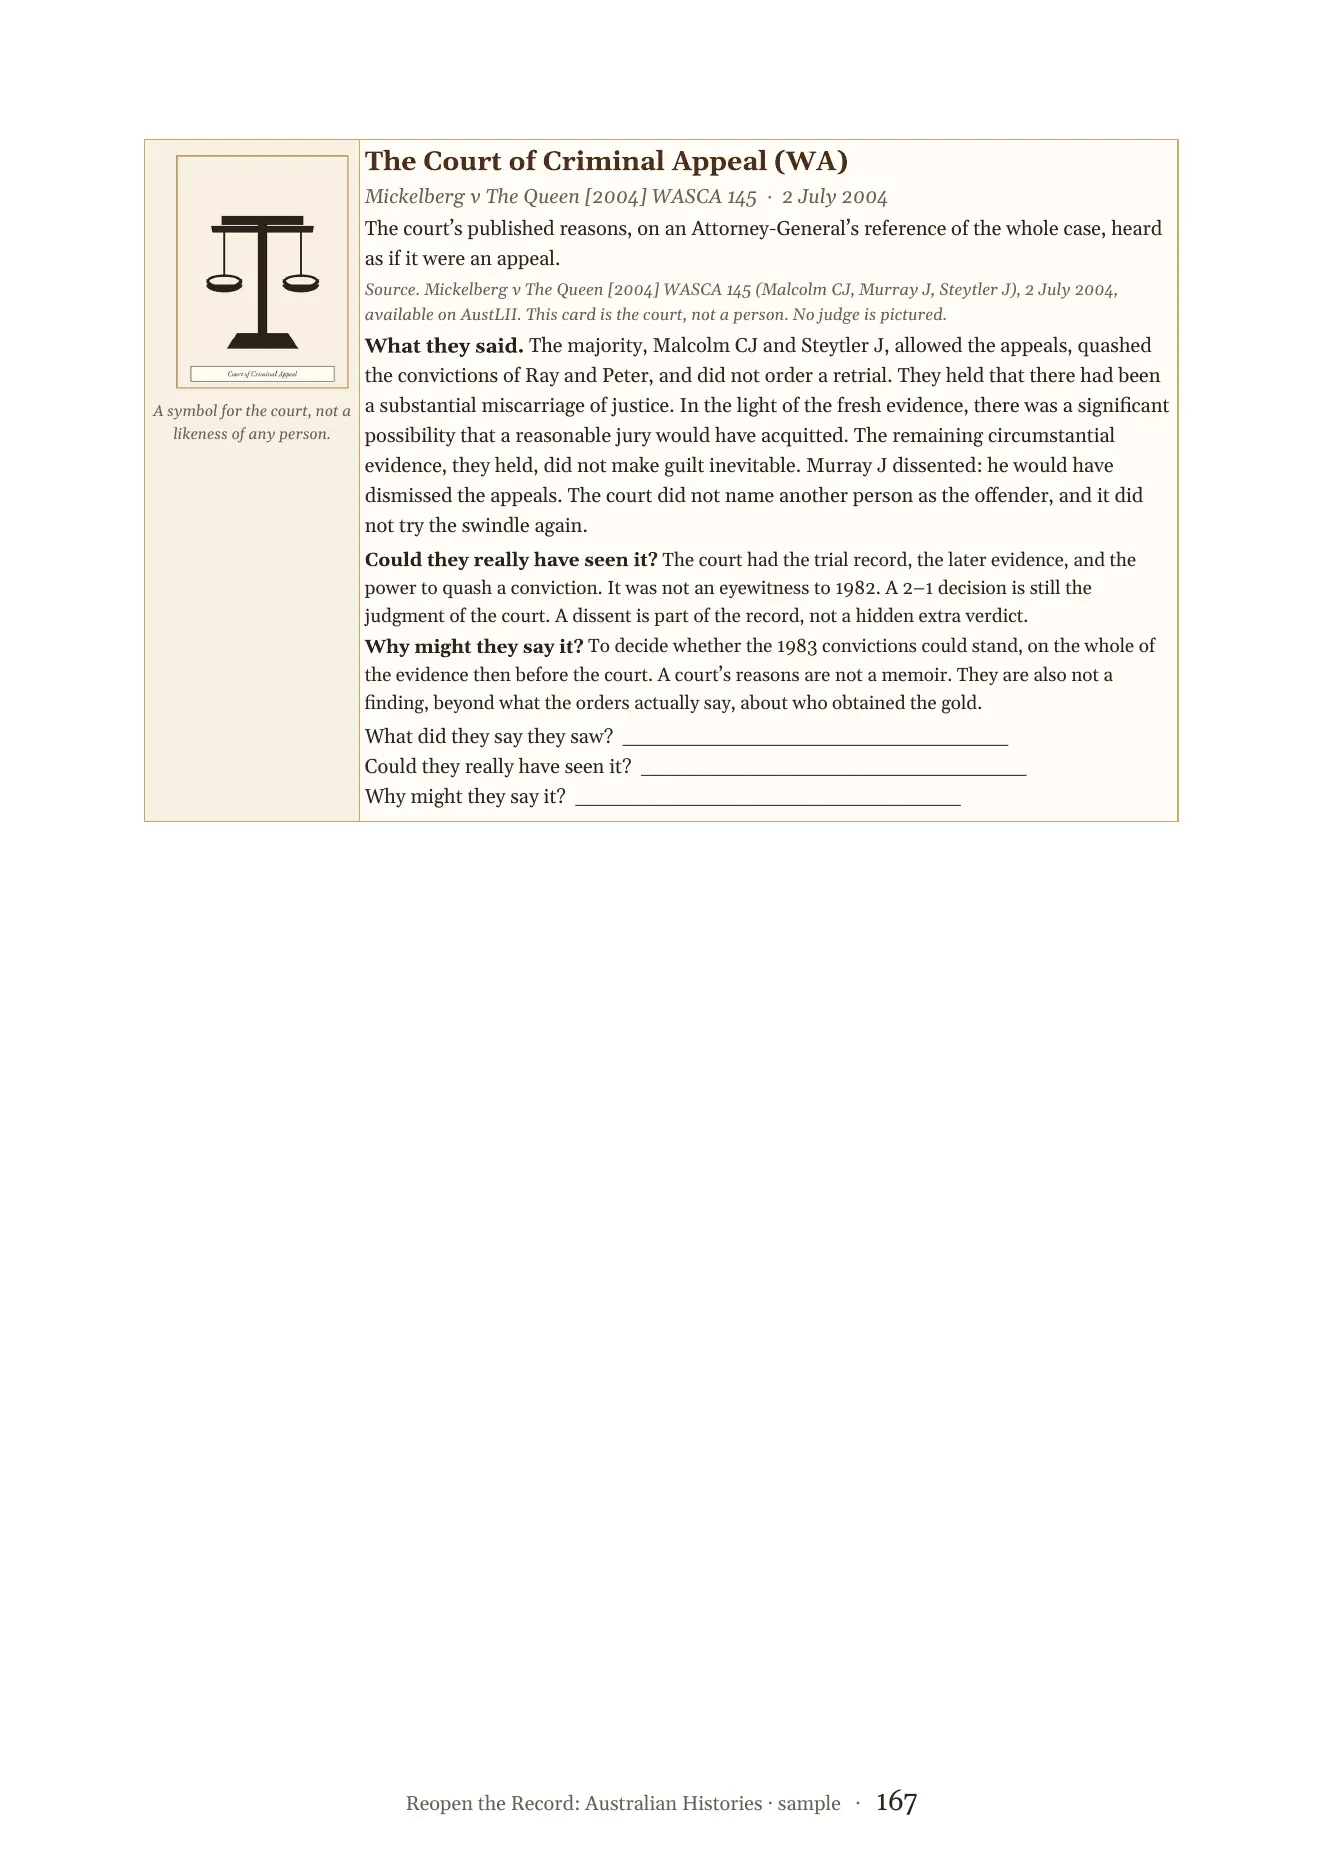 Court of Criminal Appeal
A symbol for the court, not a
likeness of any person.
The Court of Criminal Appeal (WA)
Mickelberg v The Queen [2004] WASCA 145 · 2 July 2004
The court’s published reasons, on an Attorney-General’s reference of the whole case, heard
as if it were an appeal.
Source. Mickelberg v The Queen [2004] WASCA 145 (Malcolm CJ, Murray J, Steytler J), 2 July 2004,
available on AustLII. This card is the court, not a person. No judge is pictured.
What they said. The majority, Malcolm CJ and Steytler J, allowed the appeals, quashed
the convictions of Ray and Peter, and did not order a retrial. They held that there had been
a substantial miscarriage of justice. In the light of the fresh evidence, there was a significant
possibility that a reasonable jury would have acquitted. The remaining circumstantial
evidence, they held, did not make guilt inevitable. Murray J dissented: he would have
dismissed the appeals. The court did not name another person as the offender, and it did
not try the swindle again.
Could they really have seen it? The court had the trial record, the later evidence, and the
power to quash a conviction. It was not an eyewitness to 1982. A 2–1 decision is still the
judgment of the court. A dissent is part of the record, not a hidden extra verdict.
Why might they say it? To decide whether the 1983 convictions could stand, on the whole of
the evidence then before the court. A court’s reasons are not a memoir. They are also not a
finding, beyond what the orders actually say, about who obtained the gold.
What did they say they saw?
Could they really have seen it?
Why might they say it?
Reopen the Record: Australian Histories · sample · 167